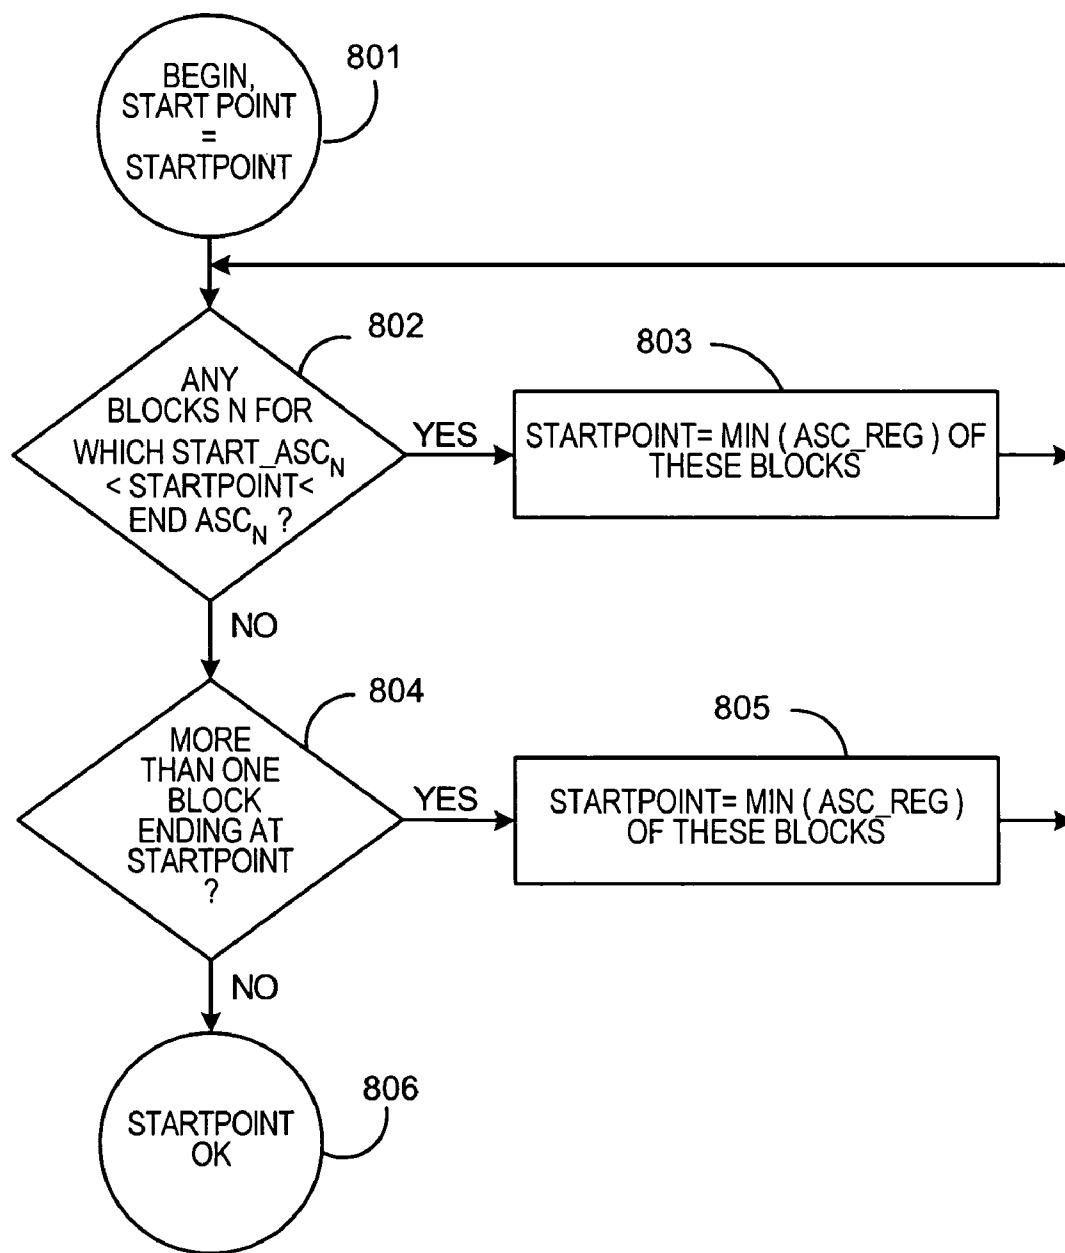 BEGIN,
START POINT
=
STARTPOINT
801
802
ANY
BLOCKS N FOR
WHICH START_ASCN
< STARTPOINT<
END ASCN ?
YES
803
STARTPOINT= MIN ( ASC_REG ) OF
THESE BLOCKS
NO
804
MORE
THAN ONE
BLOCK
ENDING AT
STARTPOINT
?
YES
805
STARTPOINT= MIN ( ASC_REG )
OF THESE BLOCKS
NO
806
STARTPOINT
OK